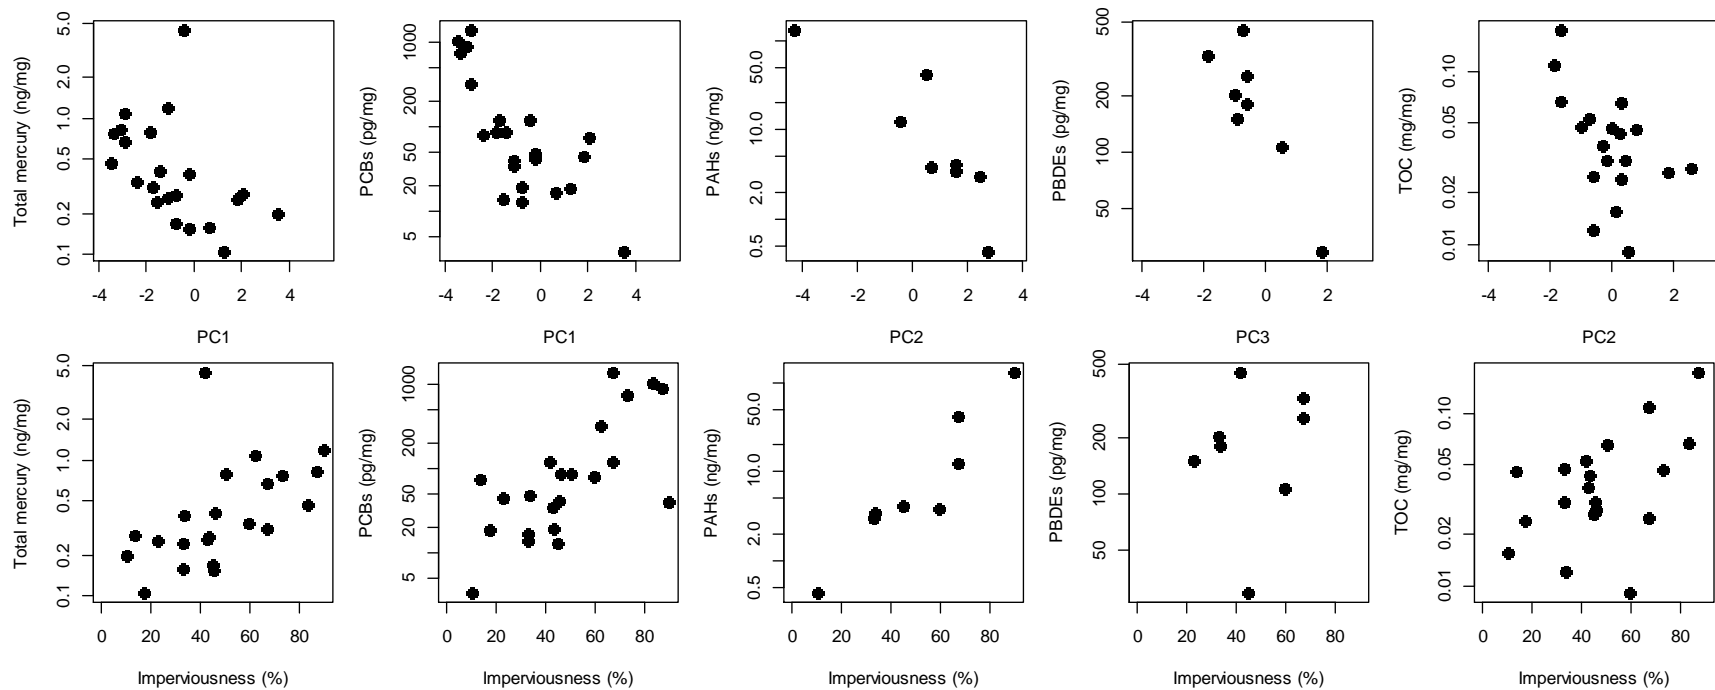 Total mercury (ng/mg)
5.0
2.0
1.0
0.5
0.2
0.1
-4 -2 0 2 4
PC1
PCBs (pg/mg)
1000
200
50
20
5
-4 -2 0 2 4
PC1
PAHs (ng/mg)
50.0
10.0
2.0
0.5
-4 -2 0 2 4
PC2
PBDEs (pg/mg)
500
200
100
50
-4 -2 0 2
PC3
TOC (mg/mg)
0.10
0.05
0.02
0.01
-4 -2 0 2
PC2
Total mercury (ng/mg)
5.0
2.0
1.0
0.5
0.2
0.1
0 20 40 60 80
Imperviousness (%)
PCBs (pg/mg)
1000
200
50
20
5
0 20 40 60 80
Imperviousness (%)
PAHs (ng/mg)
50.0
10.0
2.0
0.5
0 20 40 60 80
Imperviousness (%)
PBDEs (pg/mg)
500
200
100
50
0 20 40 60 80
Imperviousness (%)
TOC (mg/mg)
0.10
0.05
0.02
0.01
0 20 40 60 80
Imperviousness (%)